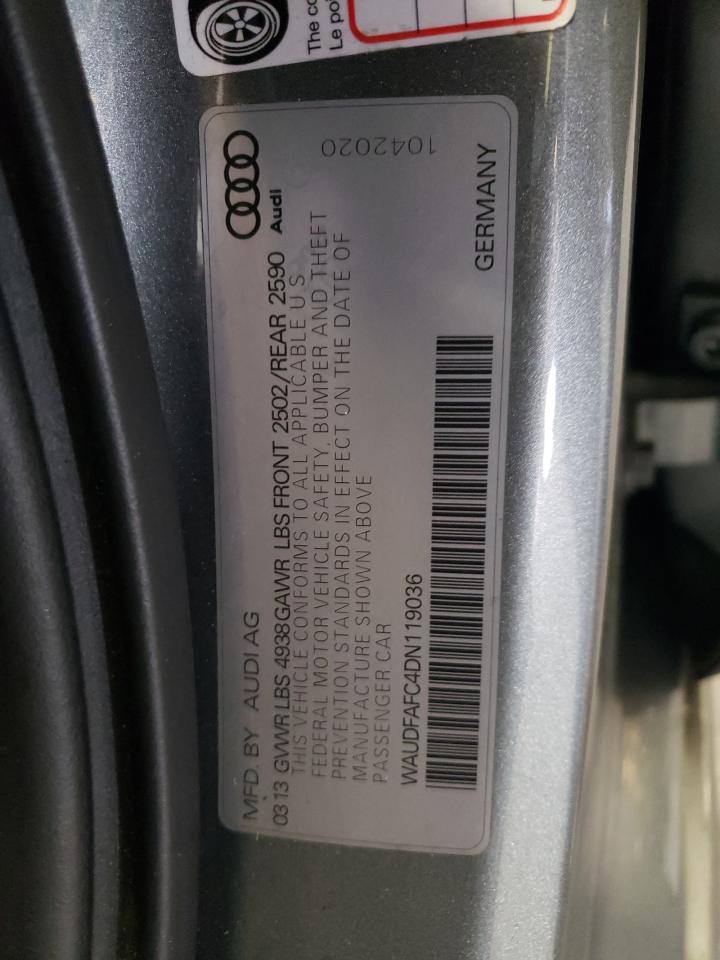 The co
Le po
MFD. BY AUDI AG
03 13 GVWR LBS 4938 GAWR LBS FRONT 2502/REAR 2590 Audi
THIS VEHICLE CONFORMS TO ALL APPLICABLE U S
FEDERAL MOTOR VEHICLE SAFETY, BUMPER AND THEFT
PREVENTION STANDARDS IN EFFECT ON THE DATE OF
MANUFACTURE SHOWN ABOVE
PASSENGER CAR
WAUDFAFC4DN119036
GERMANY
1042020